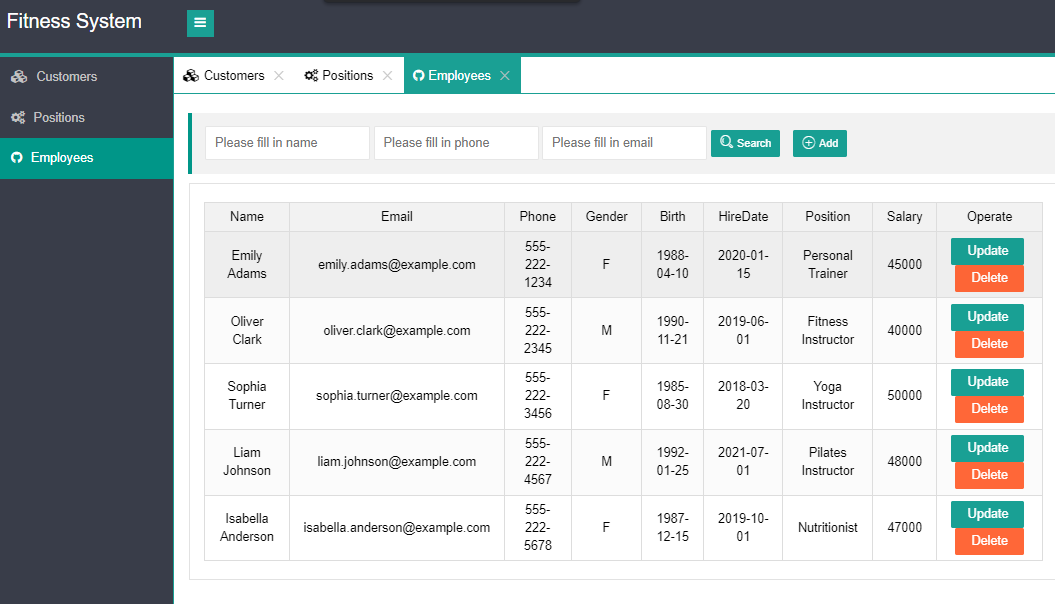 Fitness System
Customers
Positions
Employees
Customers Positions Employees
Please fill in name Please fill in phone Please fill in email Search Add
Name Email Phone Gender Birth HireDate Position Salary Operate
Emily
Adams
emily.adams@example.com
555-
222-
1234
F
1988-
04-10
2020-01-
15
Personal
Trainer
45000
Update
Delete
Oliver
Clark
oliver.clark@example.com
555-
222-
2345
M
1990-
11-21
2019-06-
01
Fitness
Instructor
40000
Update
Delete
Sophia
Turner
sophia.turner@example.com
555-
222-
3456
F
1985-
08-30
2018-03-
20
Yoga
Instructor
50000
Update
Delete
Liam
Johnson
liam.johnson@example.com
555-
222-
4567
M
1992-
01-25
2021-07-
01
Pilates
Instructor
48000
Update
Delete
Isabella
Anderson
isabella.anderson@example.com
555-
222-
5678
F
1987-
12-15
2019-10-
01
Nutritionist
47000
Update
Delete